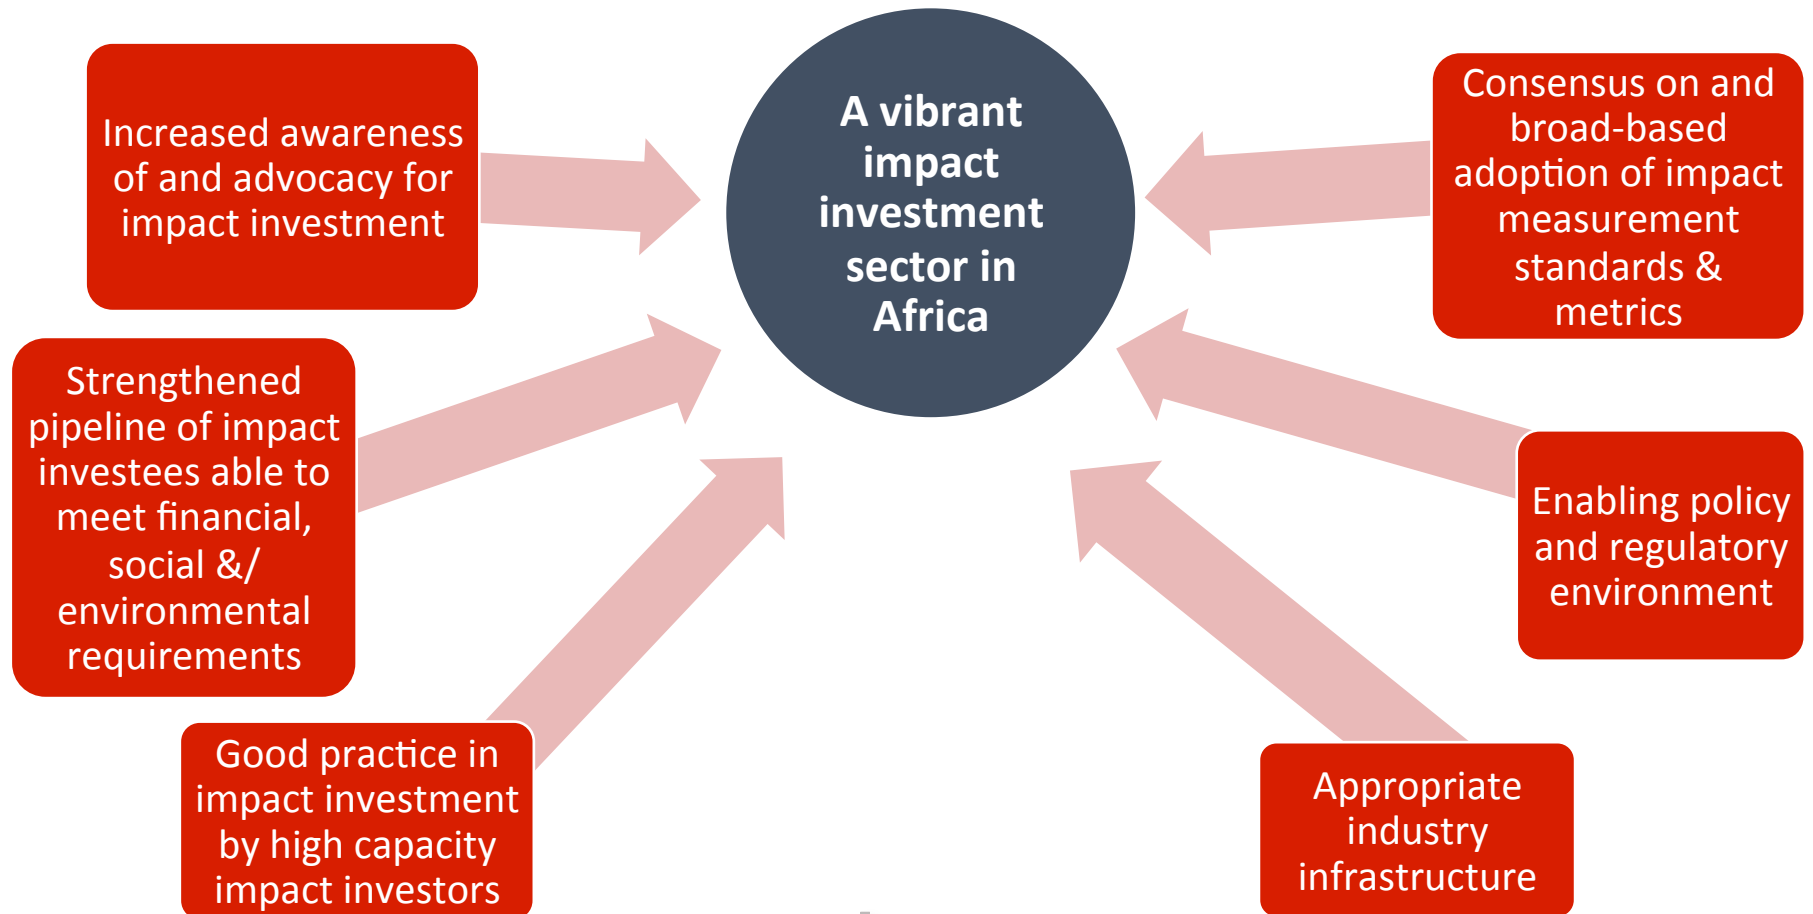 A vibrant
impact
investment
sector in
Africa
Increased awareness
of and advocacy for
impact investment
Strengthened
pipeline of impact
investees able to
meet financial,
social &/
environmental
requirements
Good practice in
impact investment
by high capacity
impact investors
Consensus on and
broad-based
adoption of impact
measurement
standards &
metrics
Enabling policy
and regulatory
environment
Appropriate
industry
infrastructure